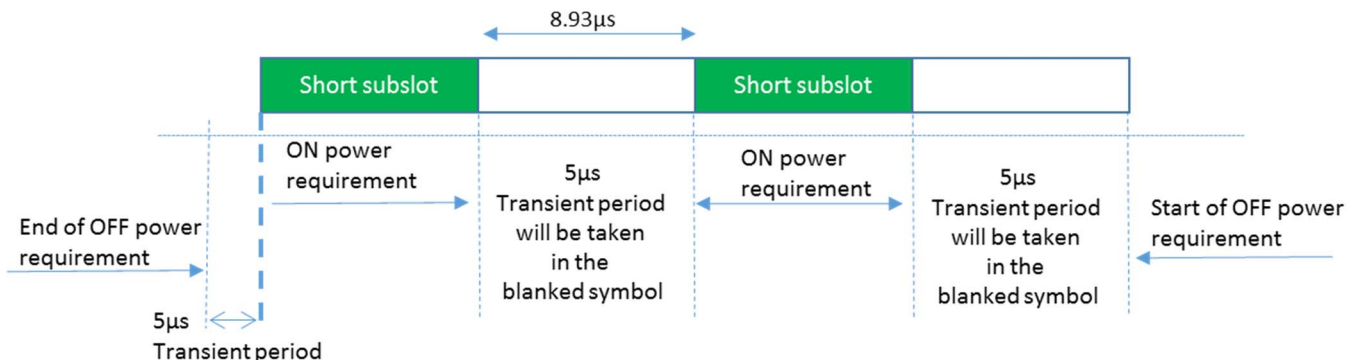 8.93µs
Short subslot
Short subslot
ON power
requirement
5µs
Transient period
will be taken
in the
blanked symbol
ON power
requirement
5µs
Transient period
will be taken
in the
blanked symbol
End of OFF power
requirement
Start of OFF power
requirement
5µs
Transient period